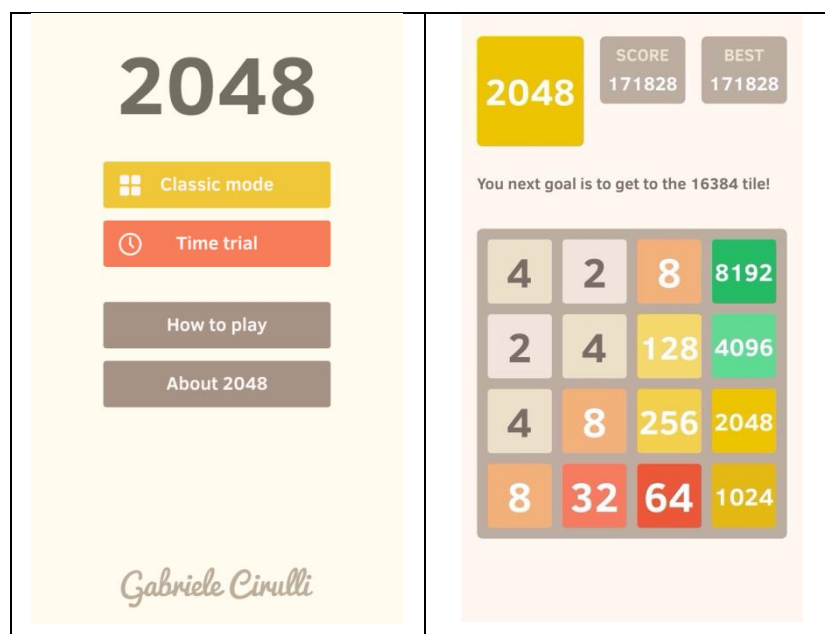 2048
Classic mode
Time trial
How to play
About 2048
Gabriele Cirulli
2048
SCORE
171828
BEST
171828
You next goal is to get to the 16384 tile!
4 2 8 8192
2 4 128 4096
4 8 256 2048
8 32 64 1024